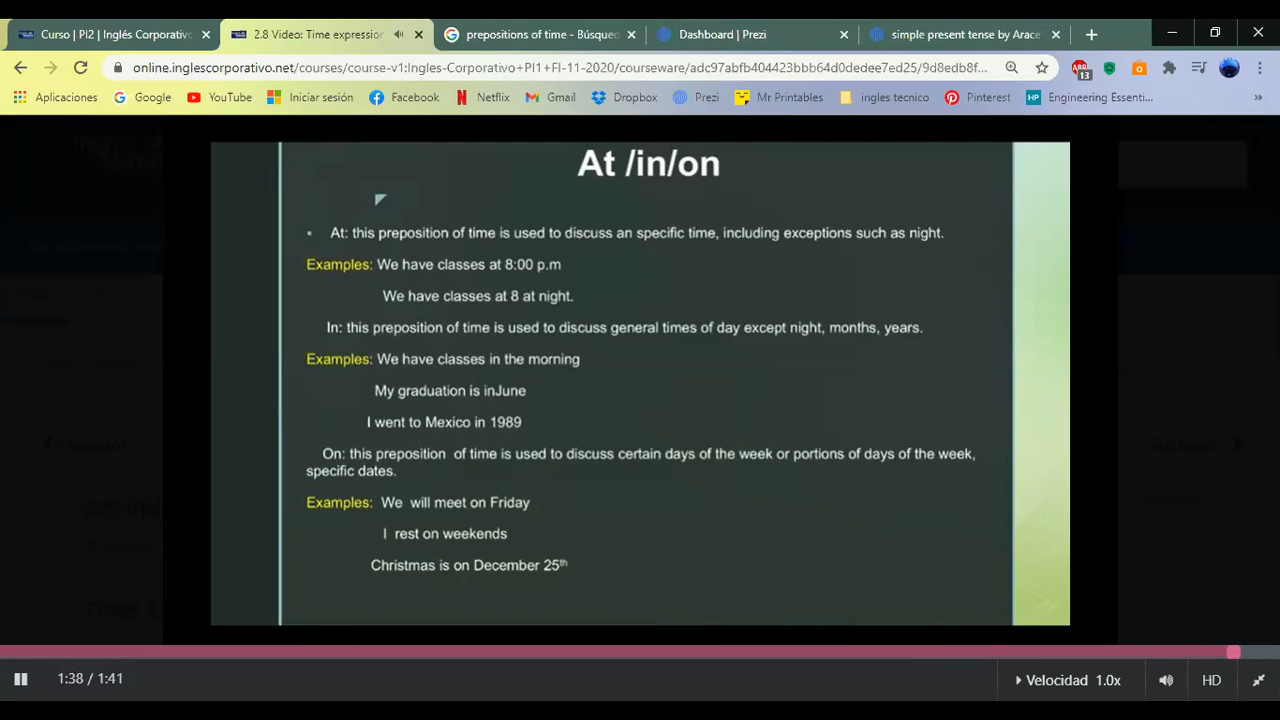 Curso | PI2 | Inglés Corporativo
2.8 Video: Time expression
prepositions of time - Búsqued
Dashboard | Prezi
simple present tense by Arace
online.inglescorporativo.net/courses/course-v1:Ingles-Corporativo+PI1+FI-11-2020/courseware/adc97abfb404423bbb64d0dedee7ed25/9d8edb8f...
13
Aplicaciones
Google
YouTube
Iniciar sesión
Facebook
Netflix
Gmail
Dropbox
Prezi
Mr Printables
ingles tecnico
Pinterest
HP
Engineering Essenti...
At /in/on
At: this preposition of time is used to discuss an specific time, including exceptions such as night.
Examples: We have classes at 8:00 p.m
We have classes at 8 at night.
In: this preposition of time is used to discuss general times of day except night, months, years.
Examples: We have classes in the morning
My graduation is inJune
I went to Mexico in 1989
On: this preposition of time is used to discuss certain days of the week or portions of days of the week,
specific dates.
Examples: We will meet on Friday
I rest on weekends
Christmas is on December 25th
1:38 / 1:41
Velocidad 1.0x
HD